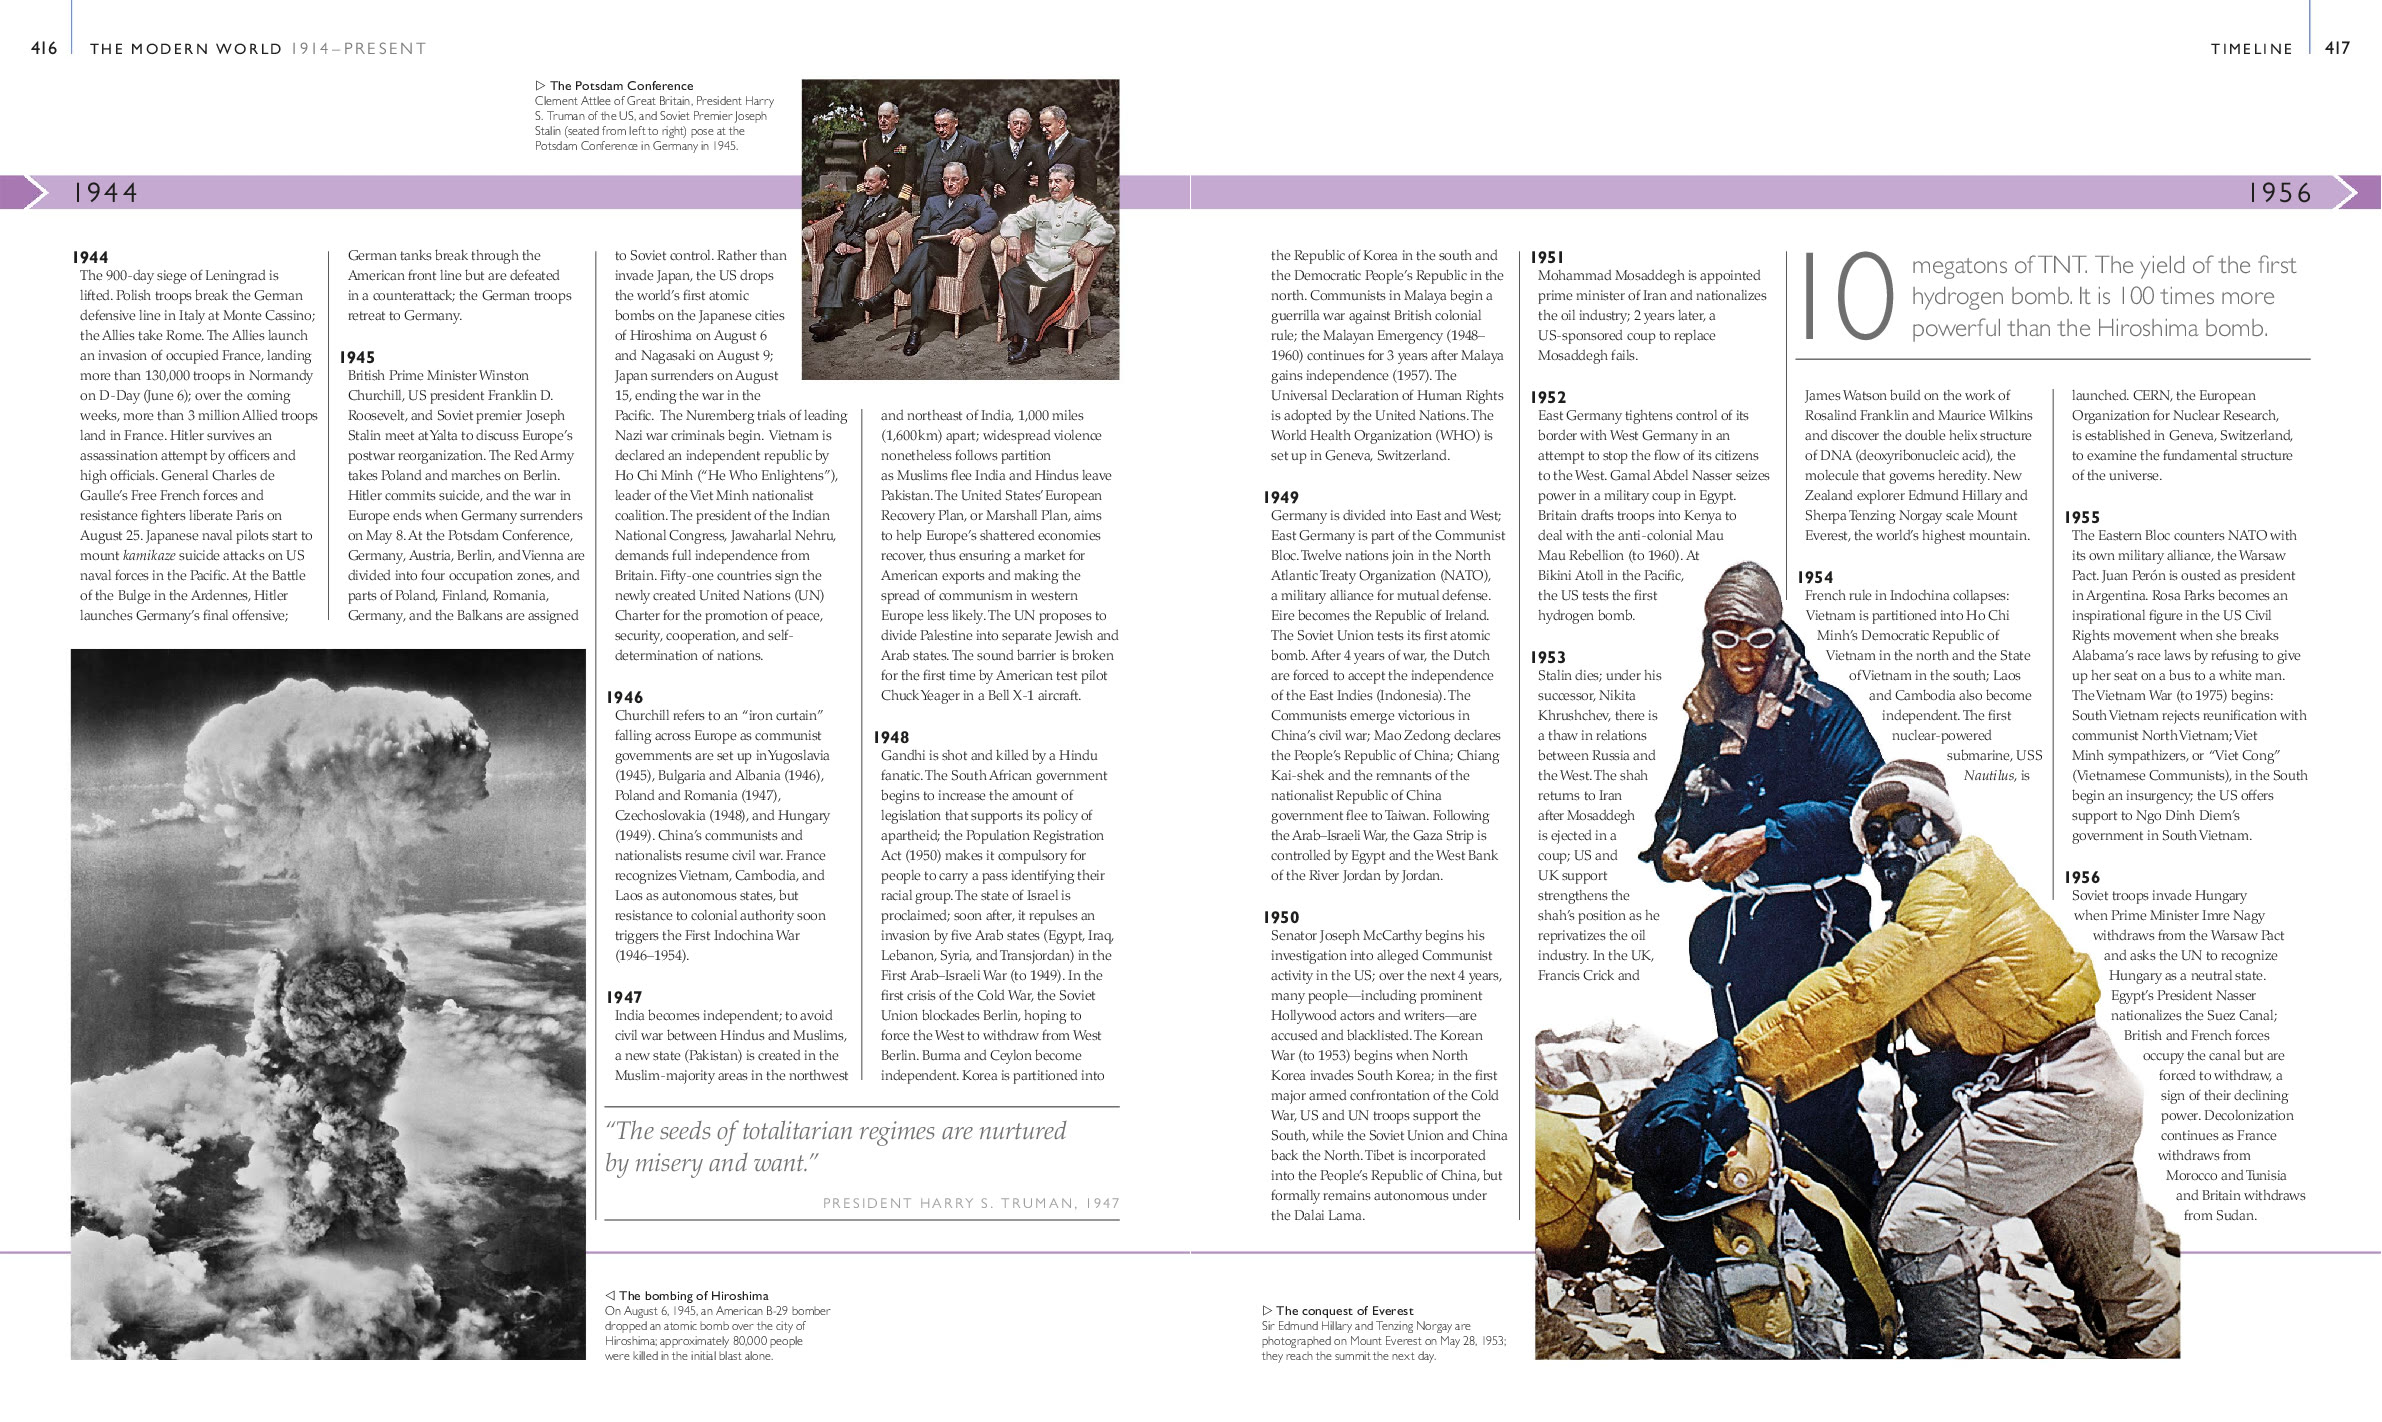 416
THE MODERN WORLD 1914–PRESENT
TIMELINE
417
▷ The Potsdam Conference
Clement Attlee of Great Britain, President Harry
S. Truman of the US, and Soviet Premier Joseph
Stalin (seated from left to right) pose at the
Potsdam Conference in Germany in 1945.
1944
1956
1944
The 900-day siege of Leningrad is
lifted. Polish troops break the German
defensive line in Italy at Monte Cassino;
the Allies take Rome. The Allies launch
an invasion of occupied France, landing
more than 130,000 troops in Normandy
on D-Day (June 6); over the coming
weeks, more than 3 million Allied troops
land in France. Hitler survives an
assassination attempt by officers and
high officials. General Charles de
Gaulle's Free French forces and
resistance fighters liberate Paris on
August 25. Japanese naval pilots start to
mount kamikaze suicide attacks on US
naval forces in the Pacific. At the Battle
of the Bulge in the Ardennes, Hitler
launches Germany's final offensive;
German tanks break through the
American front line but are defeated
in a counterattack; the German troops
retreat to Germany.
1945
British Prime Minister Winston
Churchill, US president Franklin D.
Roosevelt, and Soviet premier Joseph
Stalin meet at Yalta to discuss Europe's
postwar reorganization. The Red Army
takes Poland and marches on Berlin.
Hitler commits suicide, and the war in
Europe ends when Germany surrenders
on May 8. At the Potsdam Conference,
Germany, Austria, Berlin, and Vienna are
divided into four occupation zones, and
parts of Poland, Finland, Romania,
Germany, and the Balkans are assigned
to Soviet control. Rather than
invade Japan, the US drops
the world's first atomic
bombs on the Japanese cities
of Hiroshima on August 6
and Nagasaki on August 9;
Japan surrenders on August
15, ending the war in the
Pacific. The Nuremberg trials of leading
Nazi war criminals begin. Vietnam is
declared an independent republic by
Ho Chi Minh (“He Who Enlightens”),
leader of the Viet Minh nationalist
coalition. The president of the Indian
National Congress, Jawaharlal Nehru,
demands full independence from
Britain. Fifty-one countries sign the
newly created United Nations (UN)
Charter for the promotion of peace,
security, cooperation, and self-
determination of nations.
1946
Churchill refers to an “iron curtain”
falling across Europe as communist
governments are set up in Yugoslavia
(1945), Bulgaria and Albania (1946),
Poland and Romania (1947),
Czechoslovakia (1948), and Hungary
(1949). China's communists and
nationalists resume civil war. France
recognizes Vietnam, Cambodia, and
Laos as autonomous states, but
resistance to colonial authority soon
triggers the First Indochina War
(1946–1954).
1947
India becomes independent; to avoid
civil war between Hindus and Muslims,
a new state (Pakistan) is created in the
Muslim-majority areas in the northwest
and northeast of India, 1,000 miles
(1,600km) apart; widespread violence
nonetheless follows partition
as Muslims flee India and Hindus leave
Pakistan. The United States' European
Recovery Plan, or Marshall Plan, aims
to help Europe's shattered economies
recover, thus ensuring a market for
American exports and making the
spread of communism in western
Europe less likely. The UN proposes to
divide Palestine into separate Jewish and
Arab states. The sound barrier is broken
for the first time by American test pilot
Chuck Yeager in a Bell X-1 aircraft.
1948
Gandhi is shot and killed by a Hindu
fanatic. The South African government
begins to increase the amount of
legislation that supports its policy of
apartheid; the Population Registration
Act (1950) makes it compulsory for
people to carry a pass identifying their
racial group. The state of Israel is
proclaimed; soon after, it repulses an
invasion by five Arab states (Egypt, Iraq,
Lebanon, Syria, and Transjordan) in the
First Arab–Israeli War (to 1949). In the
first crisis of the Cold War, the Soviet
Union blockades Berlin, hoping to
force the West to withdraw from West
Berlin. Burma and Ceylon become
independent. Korea is partitioned into
“The seeds of totalitarian regimes are nurtured
by misery and want.”
PRESIDENT HARRY S. TRUMAN, 1947
◁ The bombing of Hiroshima
On August 6, 1945, an American B-29 bomber
dropped an atomic bomb over the city of
Hiroshima; approximately 80,000 people
were killed in the initial blast alone.
the Republic of Korea in the south and
the Democratic People's Republic in the
north. Communists in Malaya begin a
guerrilla war against British colonial
rule; the Malayan Emergency (1948–
1960) continues for 3 years after Malaya
gains independence (1957). The
Universal Declaration of Human Rights
is adopted by the United Nations. The
World Health Organization (WHO) is
set up in Geneva, Switzerland.
1949
Germany is divided into East and West;
East Germany is part of the Communist
Bloc. Twelve nations join in the North
Atlantic Treaty Organization (NATO),
a military alliance for mutual defense.
Eire becomes the Republic of Ireland.
The Soviet Union tests its first atomic
bomb. After 4 years of war, the Dutch
are forced to accept the independence
of the East Indies (Indonesia). The
Communists emerge victorious in
China's civil war; Mao Zedong declares
the People's Republic of China; Chiang
Kai-shek and the remnants of the
nationalist Republic of China
government flee to Taiwan. Following
the Arab–Israeli War, the Gaza Strip is
controlled by Egypt and the West Bank
of the River Jordan by Jordan.
1950
Senator Joseph McCarthy begins his
investigation into alleged Communist
activity in the US; over the next 4 years,
many people—including prominent
Hollywood actors and writers—are
accused and blacklisted. The Korean
War (to 1953) begins when North
Korea invades South Korea; in the first
major armed confrontation of the Cold
War, US and UN troops support the
South, while the Soviet Union and China
back the North. Tibet is incorporated
into the People's Republic of China, but
formally remains autonomous under
the Dalai Lama.
1951
Mohammad Mosaddegh is appointed
prime minister of Iran and nationalizes
the oil industry; 2 years later, a
US-sponsored coup to replace
Mosaddegh fails.
1952
East Germany tightens control of its
border with West Germany in an
attempt to stop the flow of its citizens
to the West. Gamal Abdel Nasser seizes
power in a military coup in Egypt.
Britain drafts troops into Kenya to
deal with the anti-colonial Mau
Mau Rebellion (to 1960). At
Bikini Atoll in the Pacific,
the US tests the first
hydrogen bomb.
1953
Stalin dies; under his
successor, Nikita
Khrushchev, there is
a thaw in relations
between Russia and
the West. The shah
returns to Iran
after Mosaddegh
is ejected in a
coup; US and
UK support
strengthens the
shah's position as he
reprivatizes the oil
industry. In the UK,
Francis Crick and
10 megatons of TNT. The yield of the first
hydrogen bomb. It is 100 times more
powerful than the Hiroshima bomb.
James Watson build on the work of
Rosalind Franklin and Maurice Wilkins
and discover the double helix structure
of DNA (deoxyribonucleic acid), the
molecule that governs heredity. New
Zealand explorer Edmund Hillary and
Sherpa Tenzing Norgay scale Mount
Everest, the world's highest mountain.
1954
French rule in Indochina collapses:
Vietnam is partitioned into Ho Chi
Minh's Democratic Republic of
Vietnam in the north and the State
of Vietnam in the south; Laos
and Cambodia also become
independent. The first
nuclear-powered
submarine, USS
Nautilus, is
launched. CERN, the European
Organization for Nuclear Research,
is established in Geneva, Switzerland,
to examine the fundamental structure
of the universe.
1955
The Eastern Bloc counters NATO with
its own military alliance, the Warsaw
Pact. Juan Perón is ousted as president
in Argentina. Rosa Parks becomes an
inspirational figure in the US Civil
Rights movement when she breaks
Alabama's race laws by refusing to give
up her seat on a bus to a white man.
The Vietnam War (to 1975) begins:
South Vietnam rejects reunification with
communist North Vietnam; Viet
Minh sympathizers, or “Viet Cong”
(Vietnamese Communists), in the South
begin an insurgency; the US offers
support to Ngo Dinh Diem's
government in South Vietnam.
1956
Soviet troops invade Hungary
when Prime Minister Imre Nagy
withdraws from the Warsaw Pact
and asks the UN to recognize
Hungary as a neutral state.
Egypt's President Nasser
nationalizes the Suez Canal;
British and French forces
occupy the canal but are
forced to withdraw, a
sign of their declining
power. Decolonization
continues as France
withdraws from
Morocco and Tunisia
and Britain withdraws
from Sudan.
▷ The conquest of Everest
Sir Edmund Hillary and Tenzing Norgay are
photographed on Mount Everest on May 28, 1953;
they reach the summit the next day.